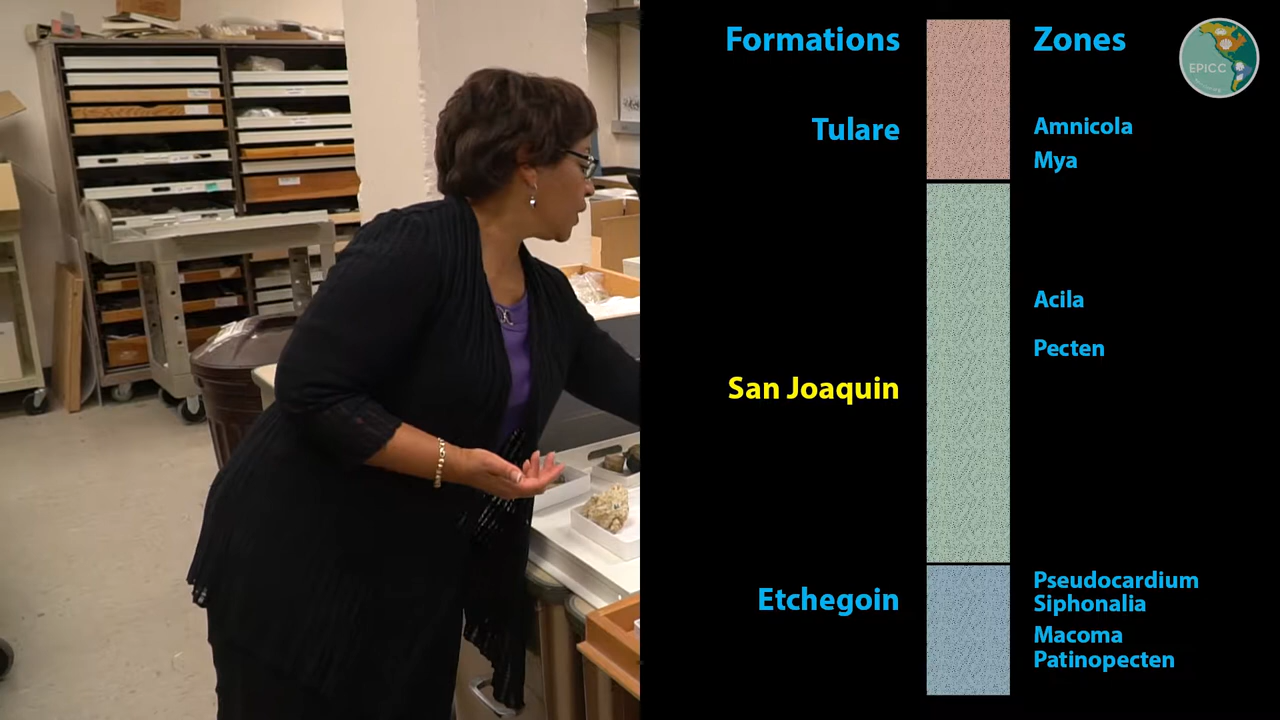 Formations
Zones
EPICC
Tulare
Amnicola
Mya
Acila
Pecten
San Joaquin
Etchegoin
Pseudocardium
Siphonalia
Macoma
Patinopecten